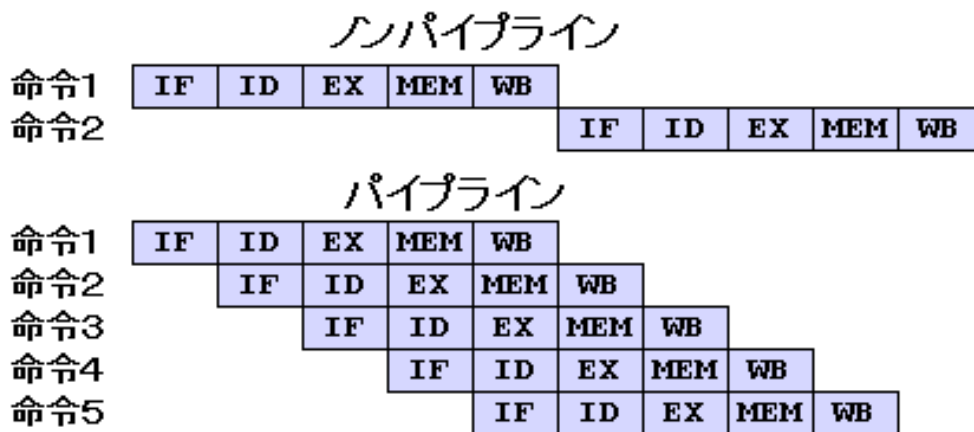 ノンパイプライン
命令1 IF ID EX MEM WB
命令2 IF ID EX MEM WB
パイプライン
命令1 IF ID EX MEM WB
命令2 IF ID EX MEM WB
命令3 IF ID EX MEM WB
命令4 IF ID EX MEM WB
命令5 IF ID EX MEM WB